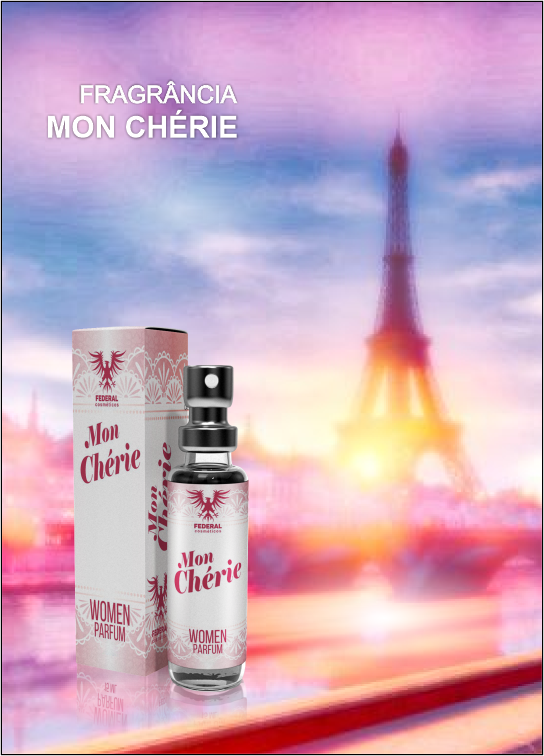 FRAGRÂNCIA
MON CHÉRIE
FEDERAL
cosméticos
Mon
Chérie
WOMEN
PARFUM
Mon
Chérie
FEDERAL
cosméticos
Mon
Chérie
WOMEN
PARFUM